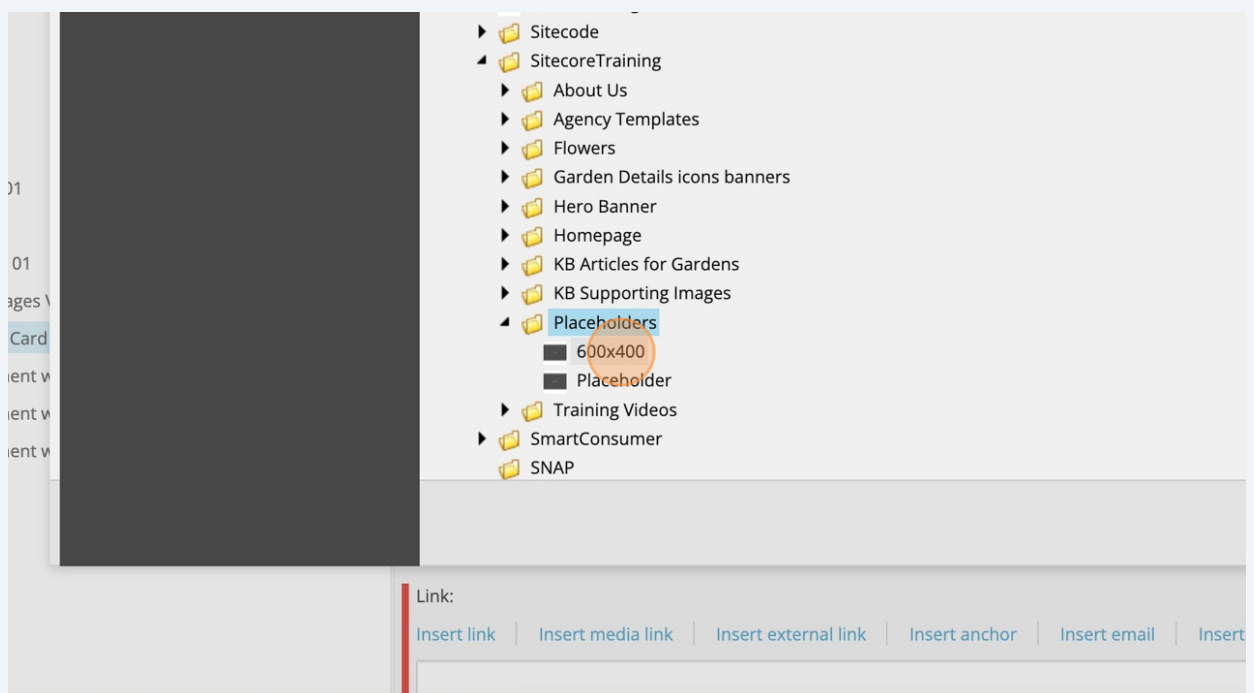 Sitecode
SitecoreTraining
About Us
Agency Templates
Flowers
01
Garden Details icons banners
Hero Banner
Homepage
01
KB Articles for Gardens
KB Supporting Images
Placeholders
Card
600x400
Placeholder
Training Videos
SmartConsumer
SNAP
Link:
Insert link Insert media link Insert external link Insert anchor Insert email Insert